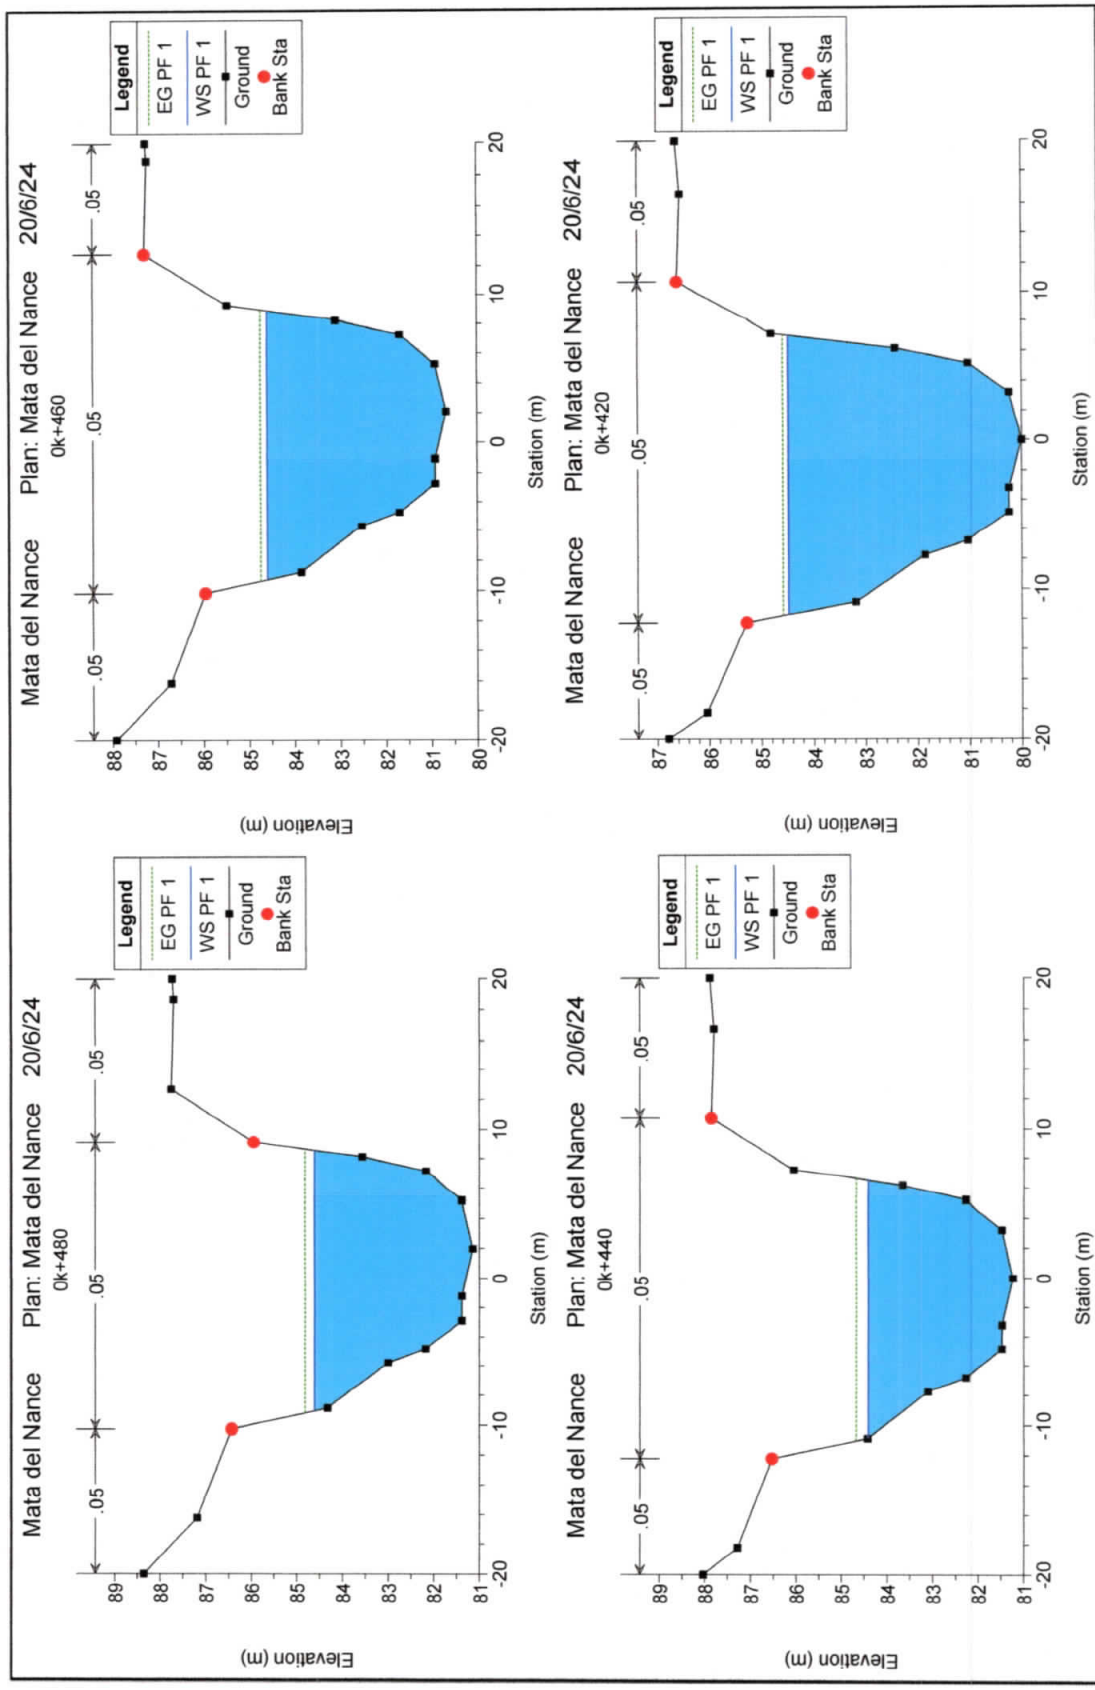 Mata del Nance Plan: Mata del Nance 20/6/24
0k+480
.05
.05
.05
Legend
EG PF 1
WS PF 1
Ground
Bank Sta
Elevation (m)
89
88
87
86
85
84
83
82
81
-20
-10
0
10
20
Station (m)
Mata del Nance Plan: Mata del Nance 20/6/24
0k+460
.05
.05
.05
Legend
EG PF 1
WS PF 1
Ground
Bank Sta
Elevation (m)
88
87
86
85
84
83
82
81
80
-20
-10
0
10
20
Station (m)
Mata del Nance Plan: Mata del Nance 20/6/24
0k+440
.05
.05
.05
Legend
EG PF 1
WS PF 1
Ground
Bank Sta
Elevation (m)
89
88
87
86
85
84
83
82
81
-20
-10
0
10
20
Station (m)
Mata del Nance Plan: Mata del Nance 20/6/24
0k+420
.05
.05
.05
Legend
EG PF 1
WS PF 1
Ground
Bank Sta
Elevation (m)
87
86
85
84
83
82
81
80
-20
-10
0
10
20
Station (m)